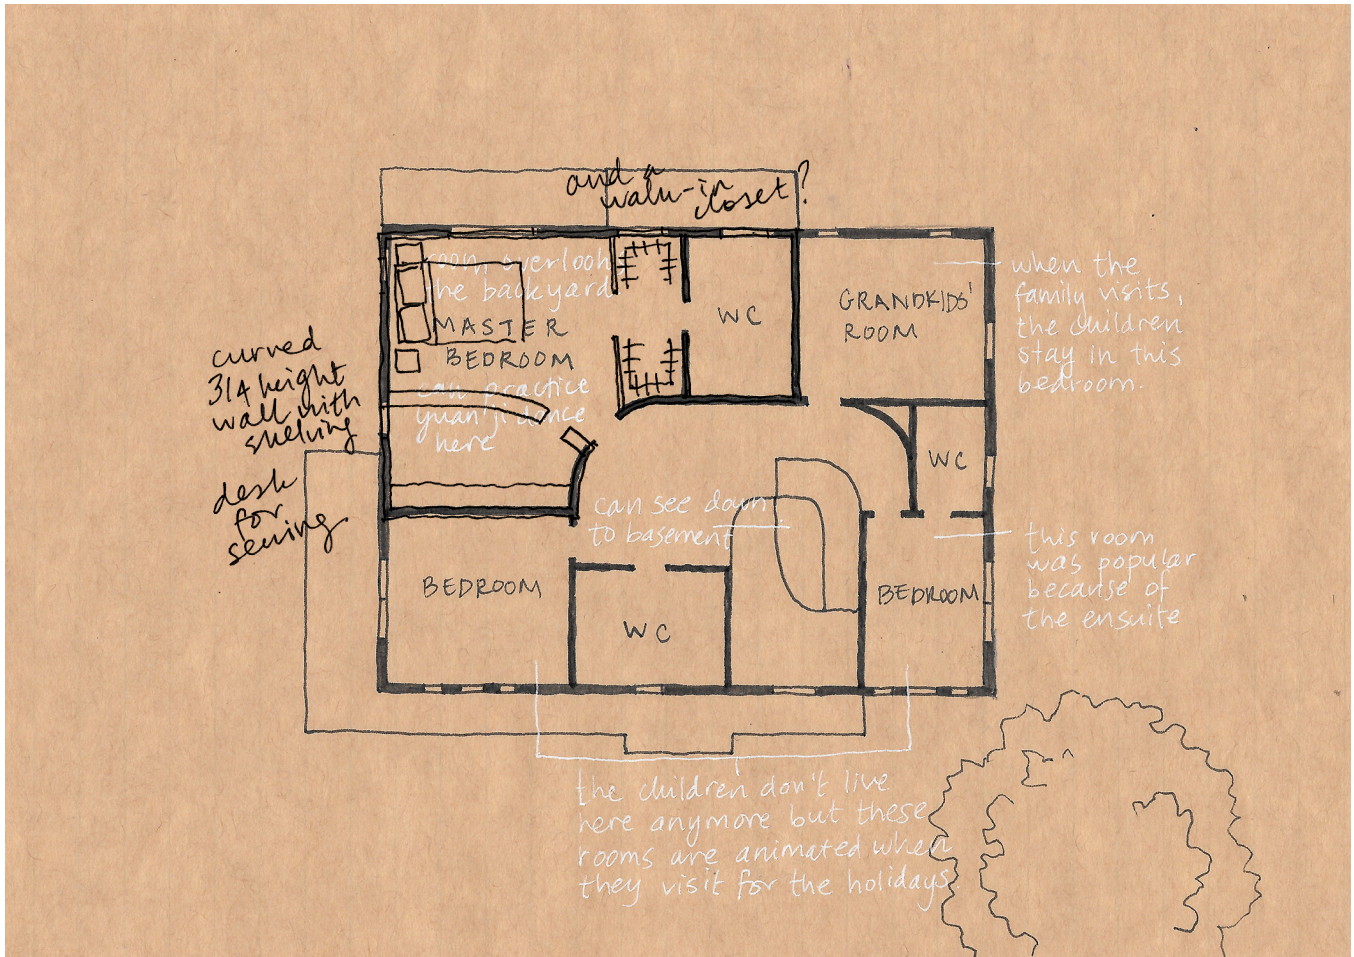 and a
walk-in
closet?
room overlooks
the backyard
MASTER
BEDROOM
can practice
yuanji dance
here
WC
GRANDKIDS'
ROOM
when the
family visits,
the children
stay in this
bedroom.
curved
3/4 height
wall with
shelving
desk
for
sewing
WC
can see down
to basement
BEDROOM
WC
BEDROOM
this room
was popular
because of
the ensuite
the children don't live
here anymore but these
rooms are animated when
they visit for the holidays.